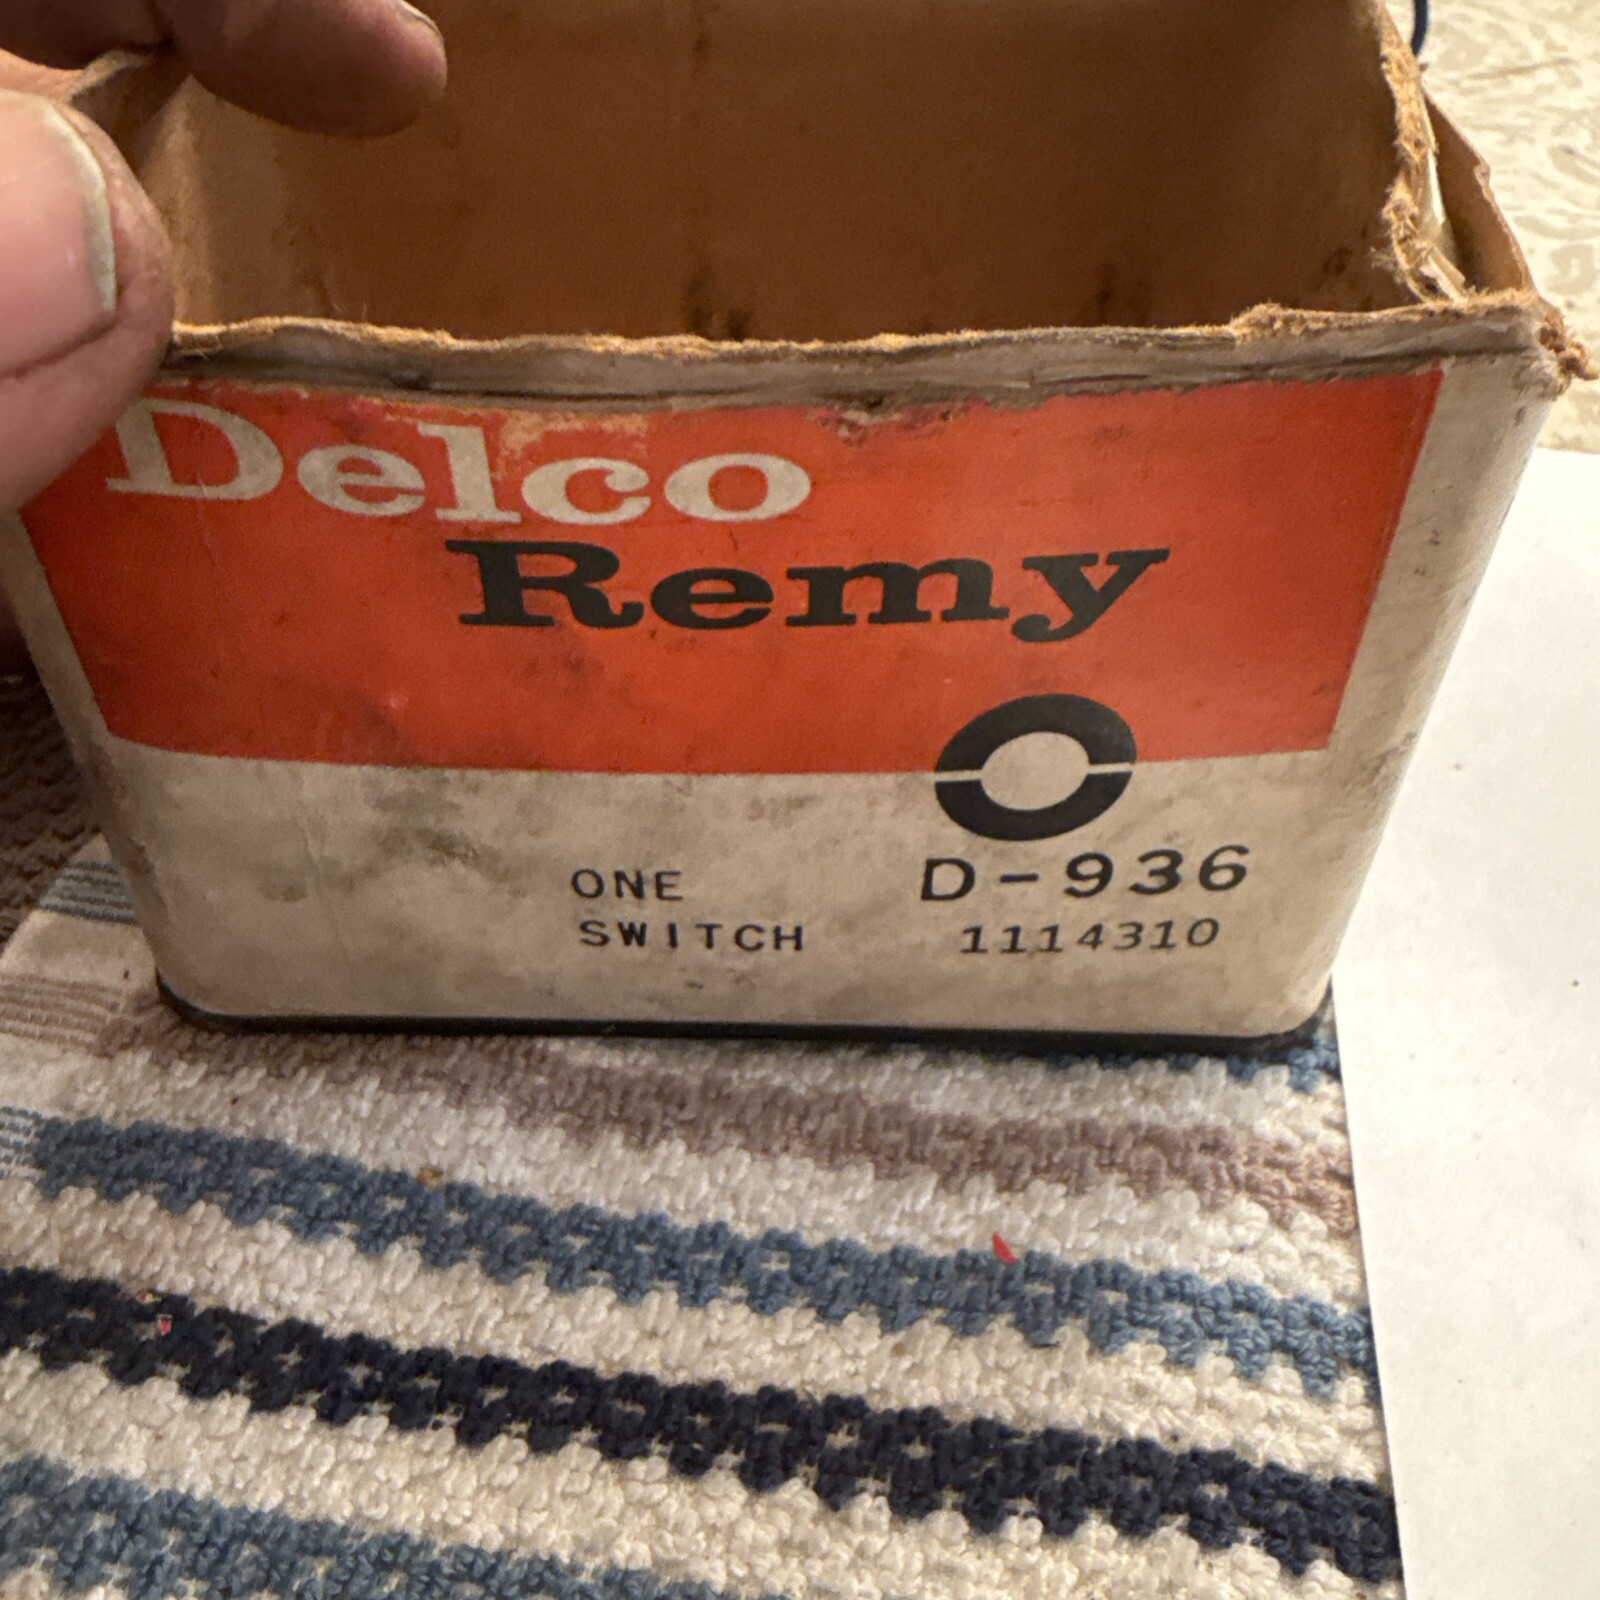 Delco
Remy
ONE
SWITCH
D-936
1114310